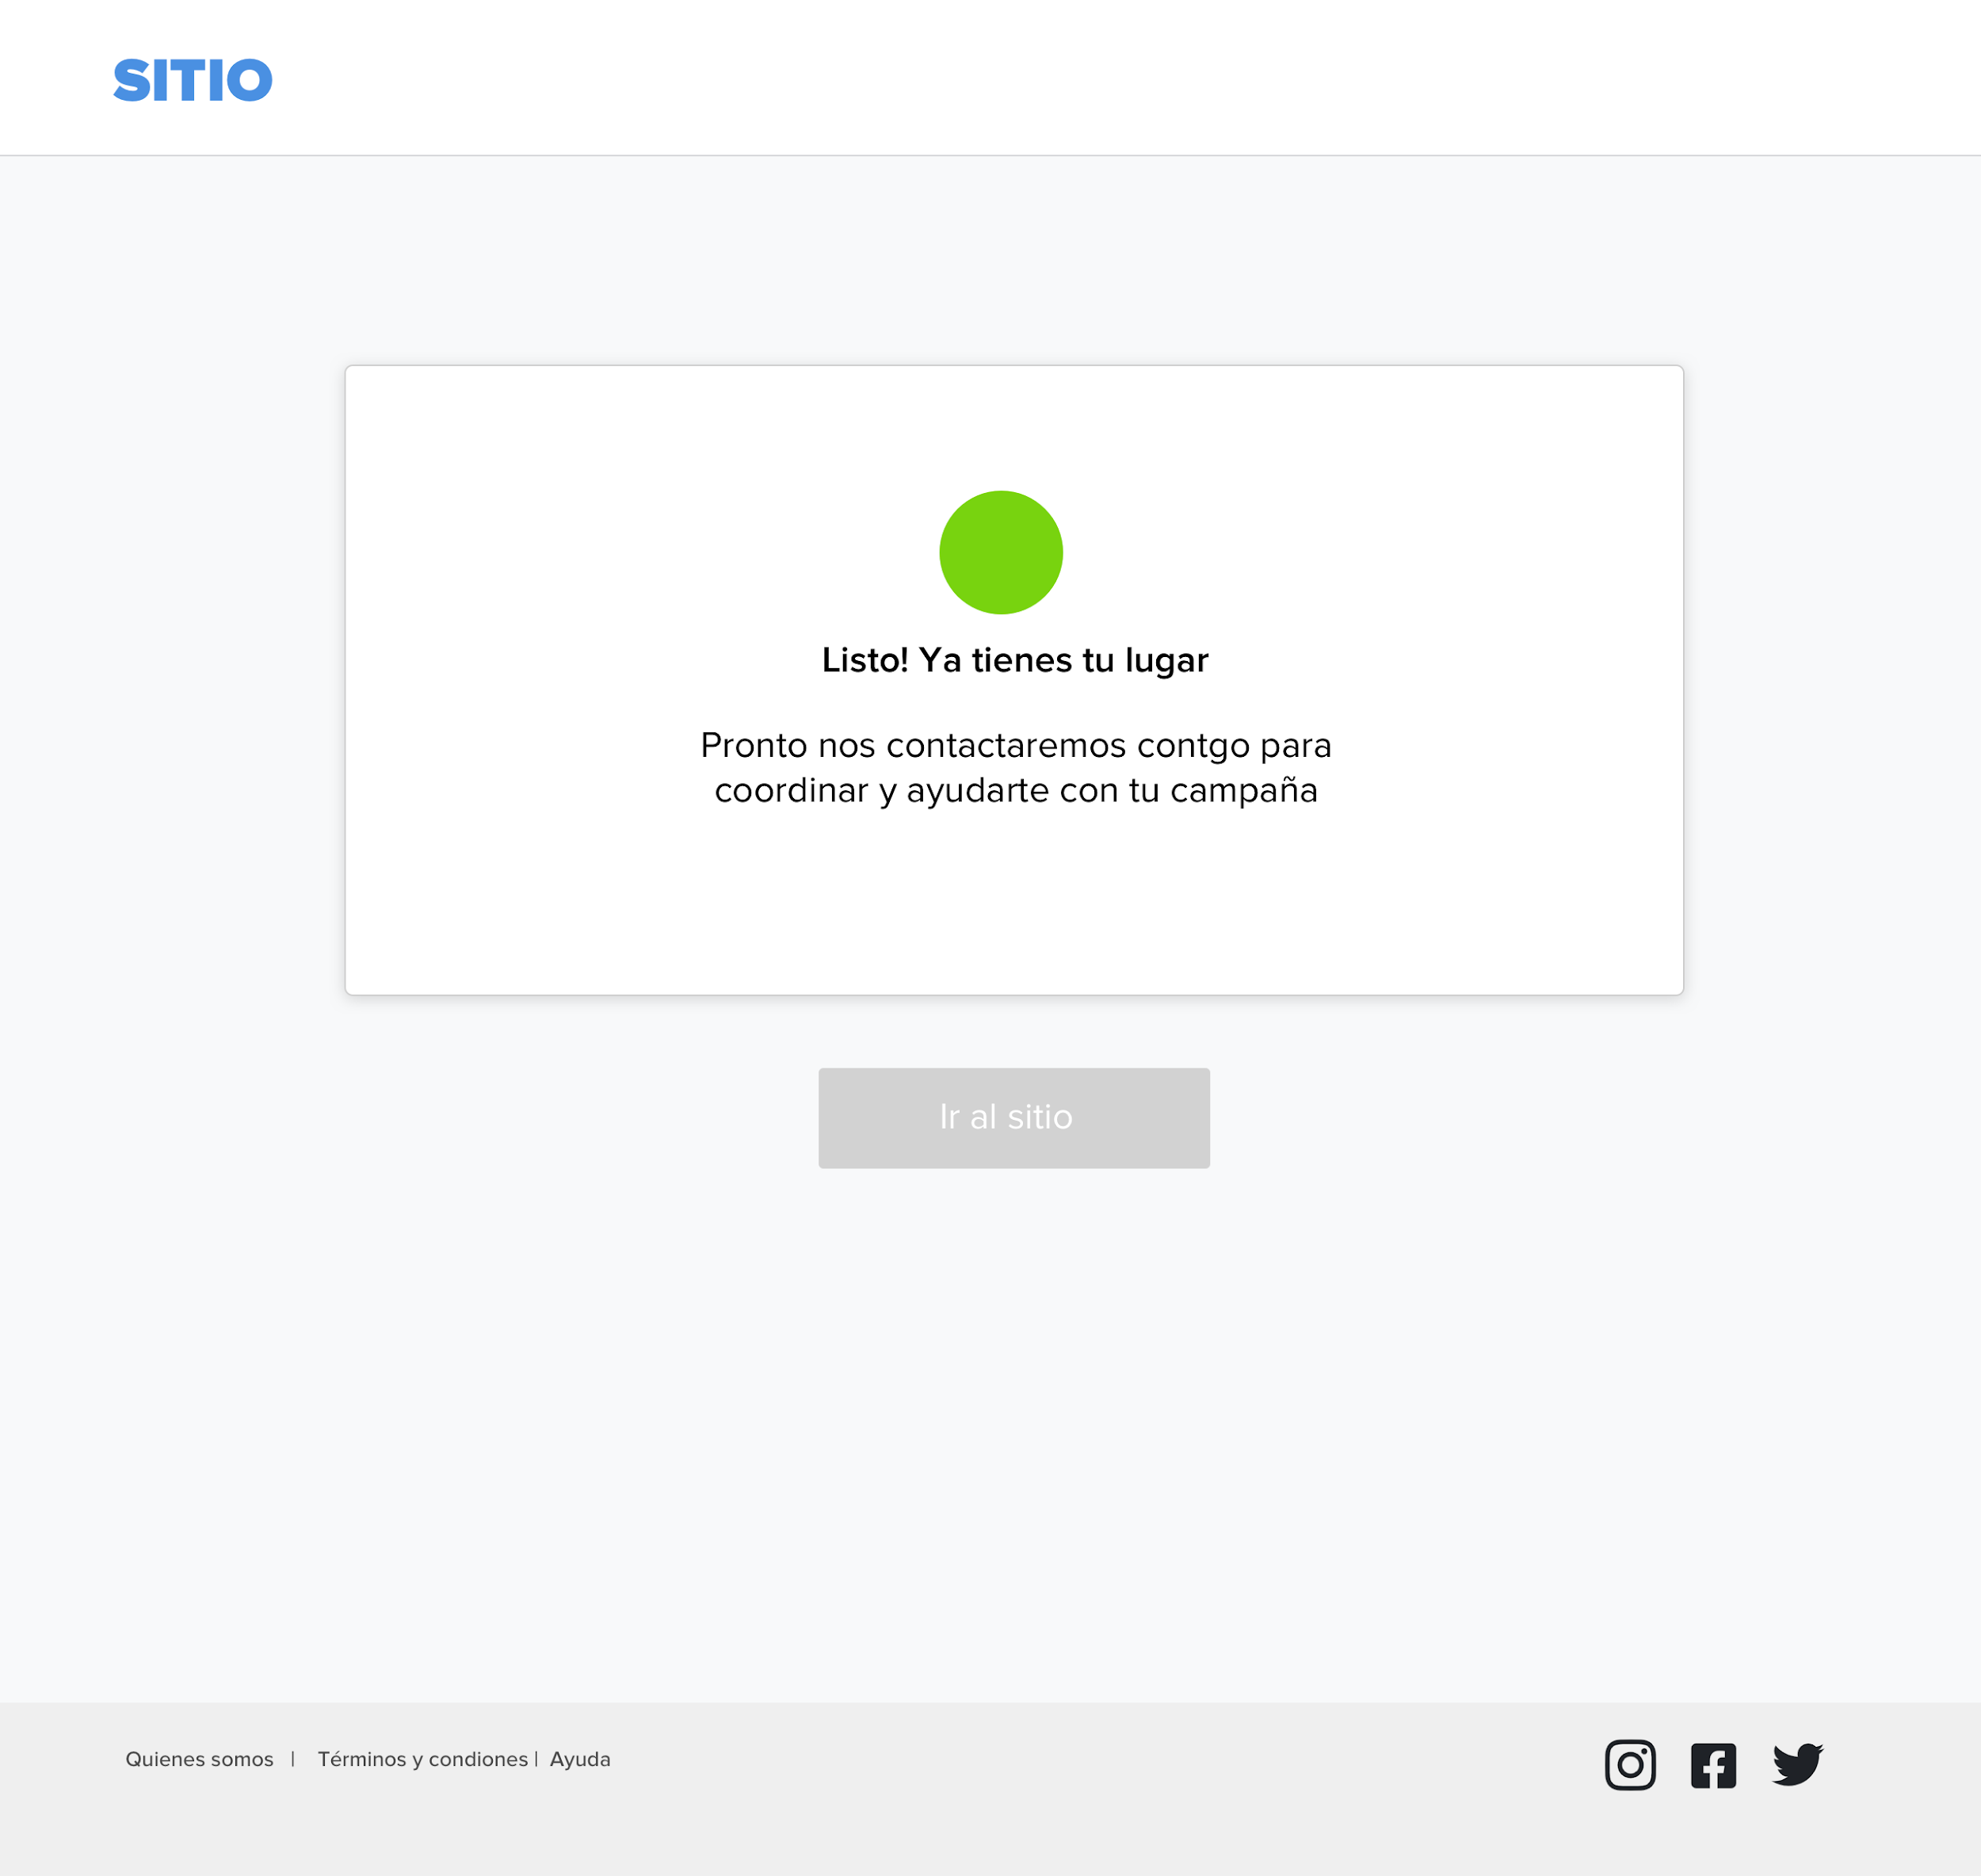 SITIO
Listo! Ya tienes tu lugar
Pronto nos contactaremos contgo para
coordinar y ayudarte con tu campaña
Ir al sitio
Quienes somos | Términos y condiones | Ayuda